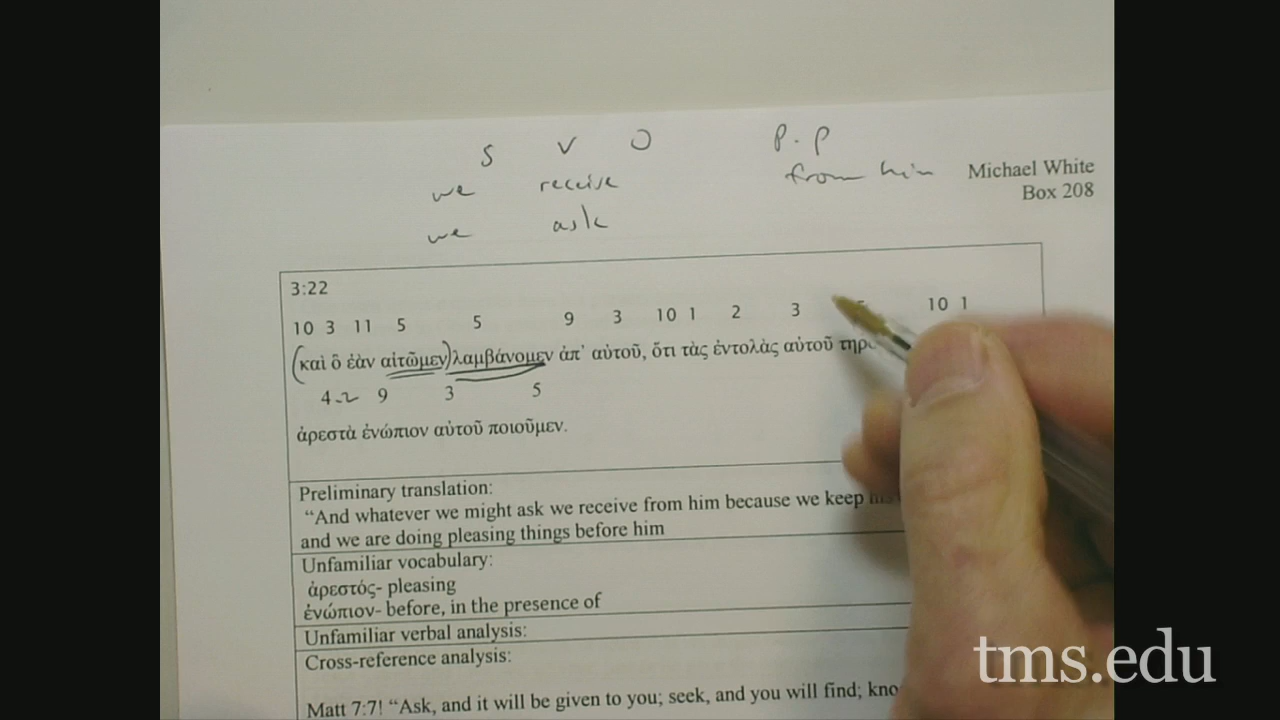 S V O P.P
we receive from him
we ask
Michael White
Box 208
3:22
10 3 11 5 5 9 3 10 1 2 3 10 1
(καὶ ὃ ἐὰν αἰτῶμεν) λαμβάνομεν ἀπ' αὐτοῦ, ὅτι τὰς ἐντολὰς αὐτοῦ
4-2 9 3 5
ἀρεστὰ ἐνώπιον αὐτοῦ ποιοῦμεν.
Preliminary translation:
“And whatever we might ask we receive from him because we keep
and we are doing pleasing things before him
Unfamiliar vocabulary:
ἀρεστός- pleasing
ἐνώπιον- before, in the presence of
Unfamiliar verbal analysis:
Cross-reference analysis:
Matt 7:7! “Ask, and it will be given to you; seek, and you will find;
tms.edu